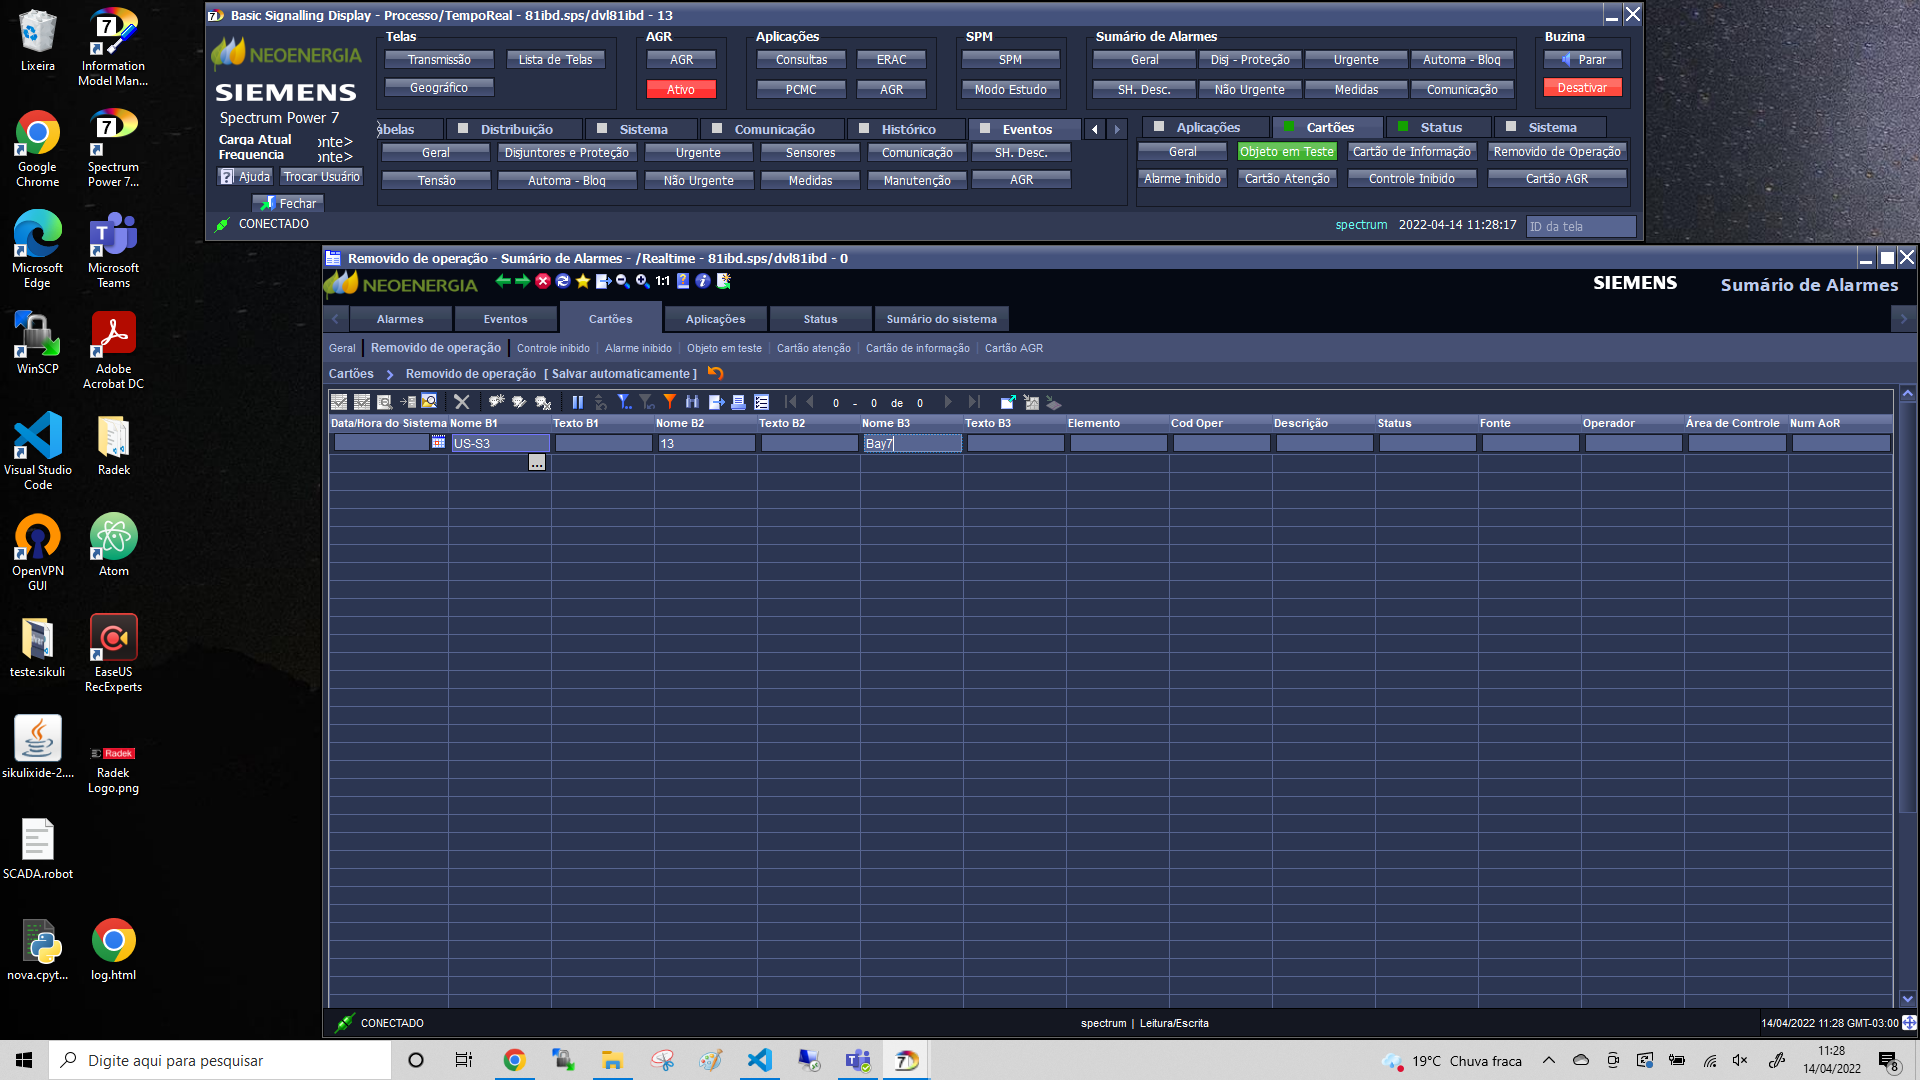 Lixeira
Information
Model Man...
Google
Chrome
Spectrum
Power 7...
Microsoft
Edge
Microsoft
Teams
WinSCP
Adobe
Acrobat DC
Visual Studio
Code
Radek
OpenVPN
GUI
Atom
teste.sikuli
EaseUS
RecExperts
sikulixide-2....
Radek
Radek
Logo.png
SCADA.robot
nova.cpyt...
log.html
Basic Signalling Display - Processo/TempoReal - 81ibd.sps/dvl81ibd - 13
NEOENERGIA
SIEMENS
Spectrum Power 7
Carga Atual
onte>
Frequencia
onte>
Ajuda
Trocar Usuário
Fechar
CONECTADO
Telas
Transmissão
Lista de Telas
Geográfico
AGR
AGR
Ativo
Aplicações
Consultas
ERAC
PCMC
AGR
SPM
SPM
Modo Estudo
Sumário de Alarmes
Geral
Disj - Proteção
Urgente
Automa - Bloq
SH. Desc.
Não Urgente
Medidas
Comunicação
Buzina
Parar
Desativar
abelas
Distribuição
Sistema
Comunicação
Histórico
Eventos
Geral
Disjuntores e Proteção
Urgente
Sensores
Comunicação
SH. Desc.
Tensão
Automa - Bloq
Não Urgente
Medidas
Manutenção
AGR
Aplicações
Cartões
Status
Sistema
Geral
Objeto em Teste
Cartão de Informação
Removido de Operação
Alarme Inibido
Cartão Atenção
Controle Inibido
Cartão AGR
spectrum
2022-04-14 11:28:17
ID da tela
Removido de operação - Sumário de Alarmes - /Realtime - 81ibd.sps/dvl81ibd - 0
NEOENERGIA
1:1
SIEMENS
Sumário de Alarmes
Alarmes
Eventos
Cartões
Aplicações
Status
Sumário do sistema
Geral
Removido de operação
Controle inibido
Alarme inibido
Objeto em teste
Cartão atenção
Cartão de informação
Cartão AGR
Cartões > Removido de operação [ Salvar automaticamente ]
0 - 0 de 0
Data/Hora do Sistema
Nome B1
Texto B1
Nome B2
Texto B2
Nome B3
Texto B3
Elemento
Cod Oper
Descrição
Status
Fonte
Operador
Área de Controle
Num AoR
US-S3
13
Bay7
...
CONECTADO
spectrum | Leitura/Escrita
14/04/2022 11:28 GMT-03:00
Digite aqui para pesquisar
19°C Chuva fraca
11:28
14/04/2022
8